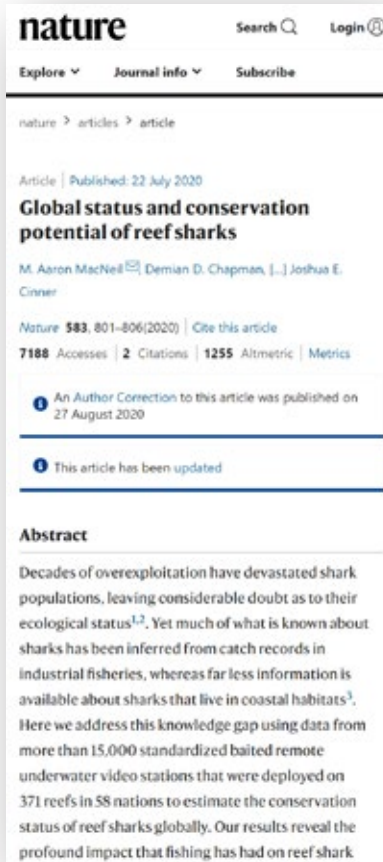 nature
Search Login
Explore Journal info Subscribe
nature > articles > article
Article | Published: 22 July 2020
Global status and conservation
potential of reef sharks
M. Aaron MacNeil, Demian D. Chapman, [...] Joshua E.
Cinner
Nature 583, 801–806(2020) | Cite this article
7188 Accesses | 2 Citations | 1255 Altmetric | Metrics
An Author Correction to this article was published on
27 August 2020
This article has been updated
Abstract
Decades of overexploitation have devastated shark
populations, leaving considerable doubt as to their
ecological status1,2. Yet much of what is known about
sharks has been inferred from catch records in
industrial fisheries, whereas far less information is
available about sharks that live in coastal habitats3.
Here we address this knowledge gap using data from
more than 15,000 standardized baited remote
underwater video stations that were deployed on
371 reefs in 58 nations to estimate the conservation
status of reef sharks globally. Our results reveal the
profound impact that fishing has had on reef shark